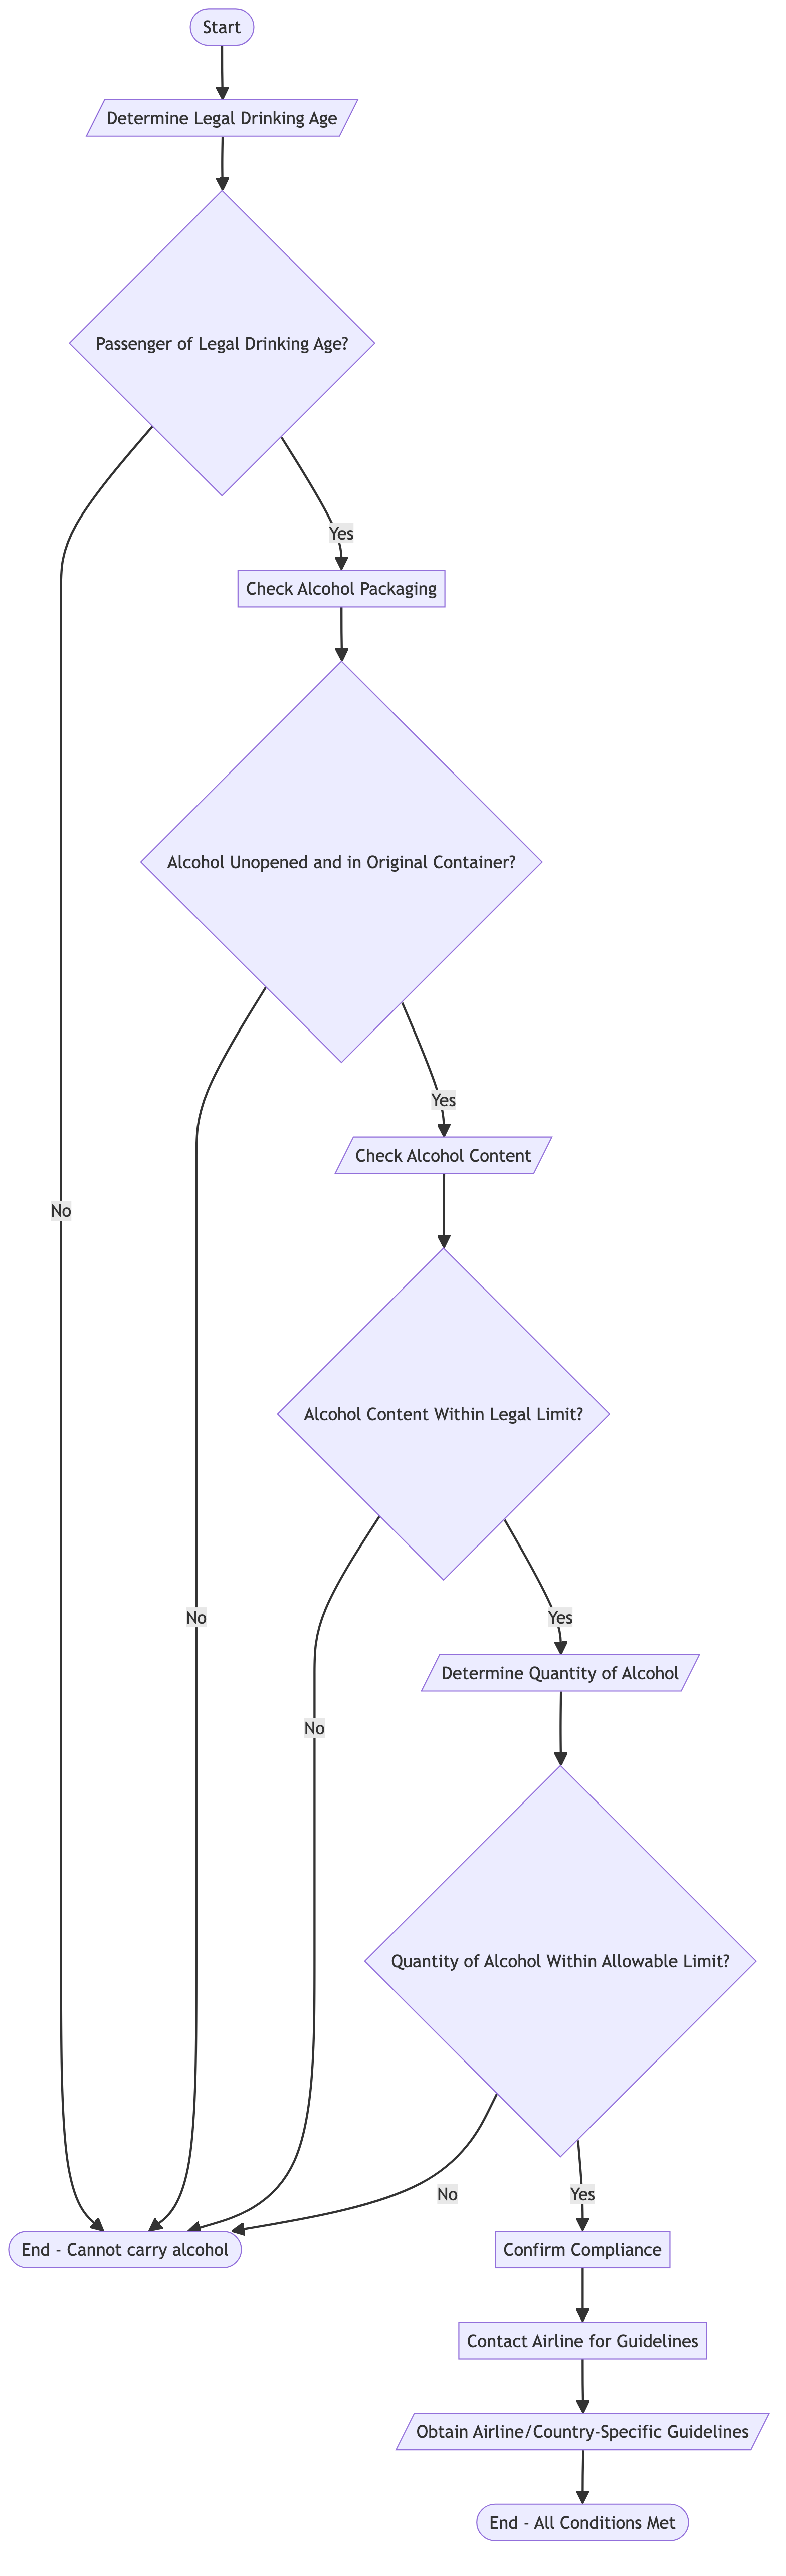 Start
Determine Legal Drinking Age
Passenger of Legal Drinking Age?
Yes
Check Alcohol Packaging
Alcohol Unopened and in Original Container?
Yes
Check Alcohol Content
No
Alcohol Content Within Legal Limit?
No
Yes
Determine Quantity of Alcohol
No
Quantity of Alcohol Within Allowable Limit?
No
Yes
End - Cannot carry alcohol
Confirm Compliance
Contact Airline for Guidelines
Obtain Airline/Country-Specific Guidelines
End - All Conditions Met